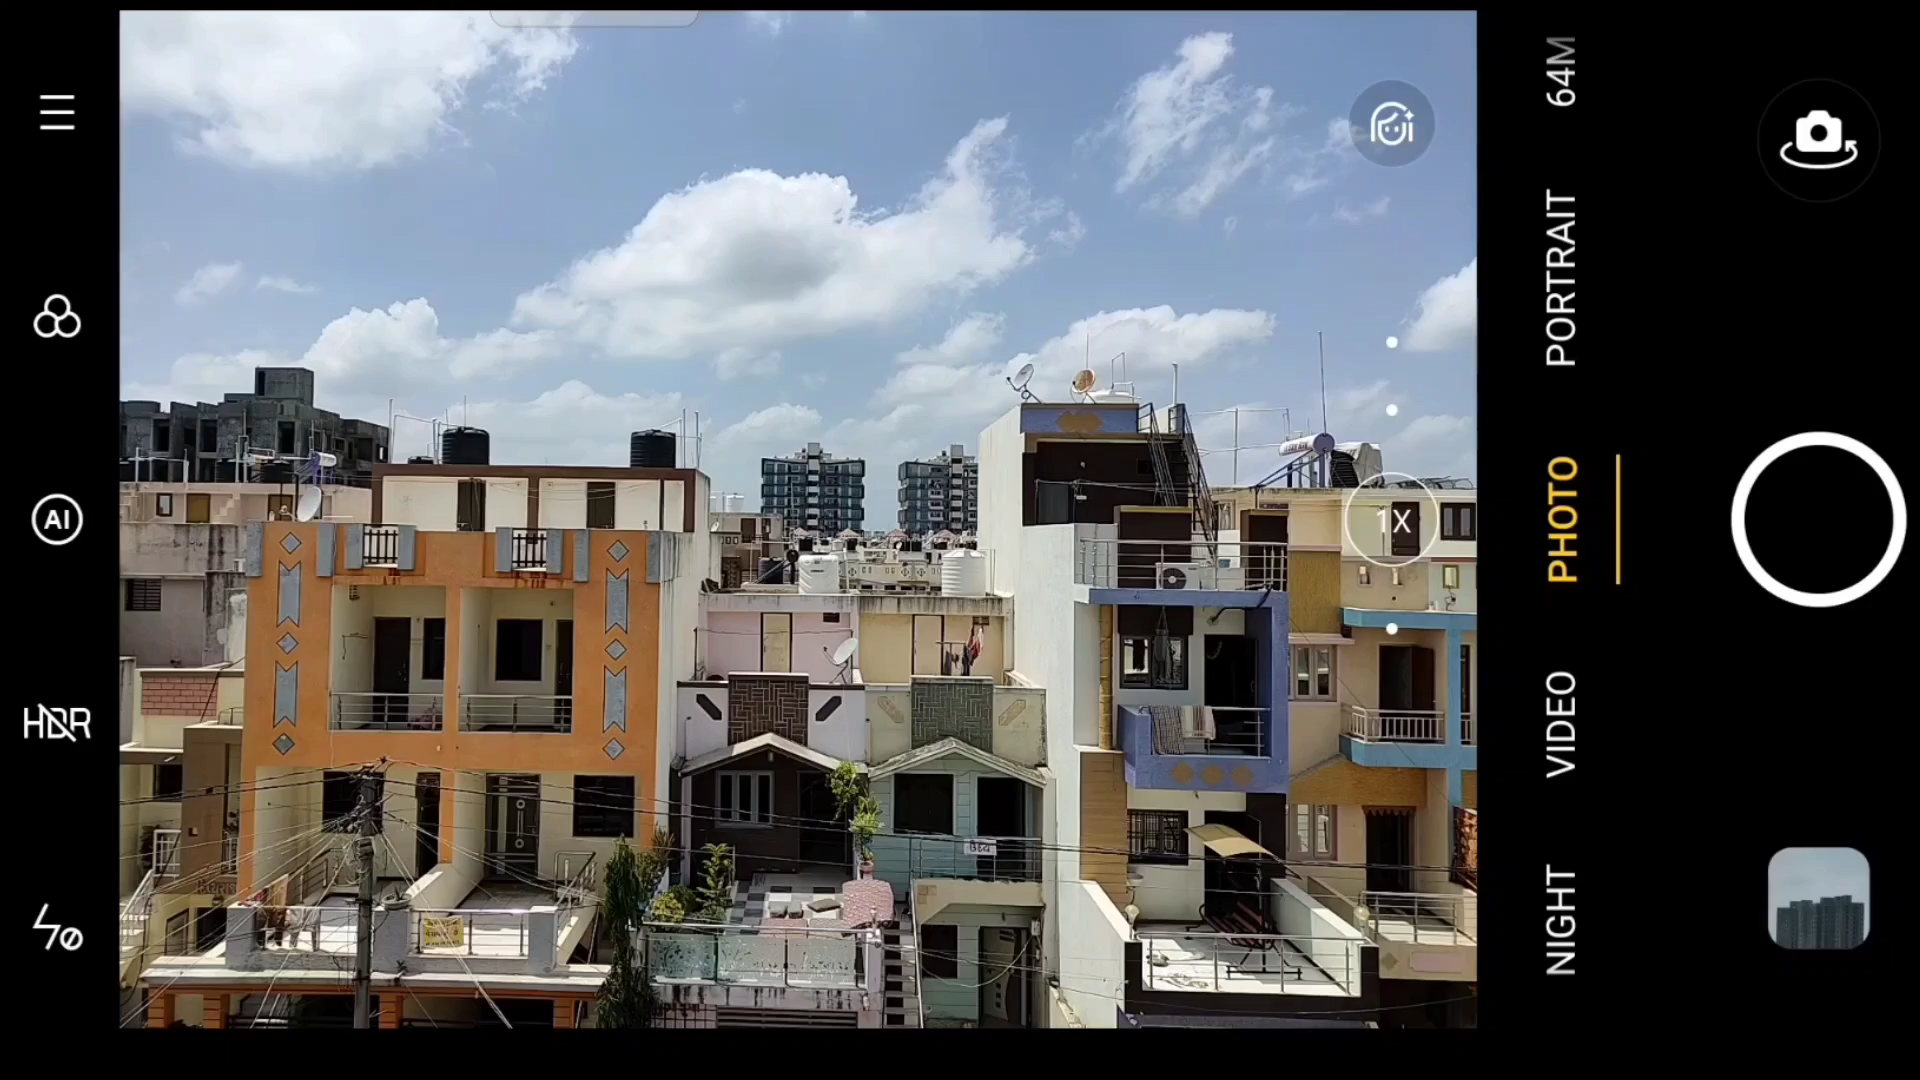 AI
HDR
1X
64M
PORTRAIT
PHOTO
VIDEO
NIGHT